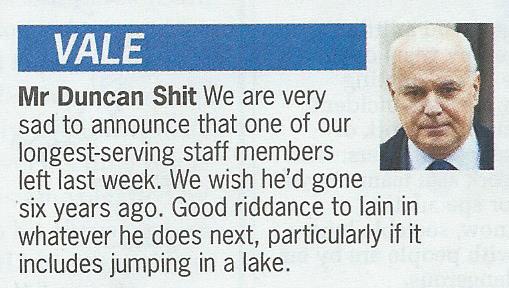 VALE
Mr Duncan Shit We are very
sad to announce that one of our
longest-serving staff members
left last week. We wish he'd gone
six years ago. Good riddance to Iain in
whatever he does next, particularly if it
includes jumping in a lake.